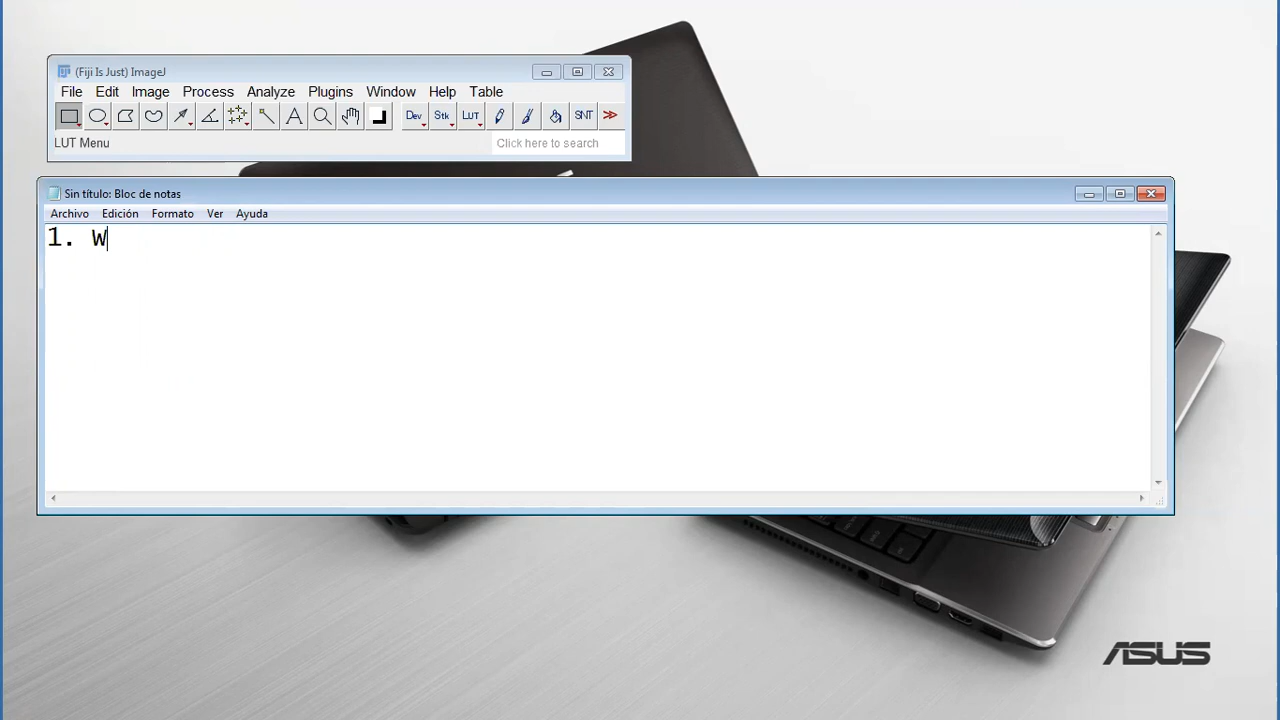 (Fiji Is Just) ImageJ
File Edit Image Process Analyze Plugins Window Help Table
Dev Stk LUT SNT
LUT Menu Click here to search
Sin título: Bloc de notas
Archivo Edición Formato Ver Ayuda
1. W
ASUS